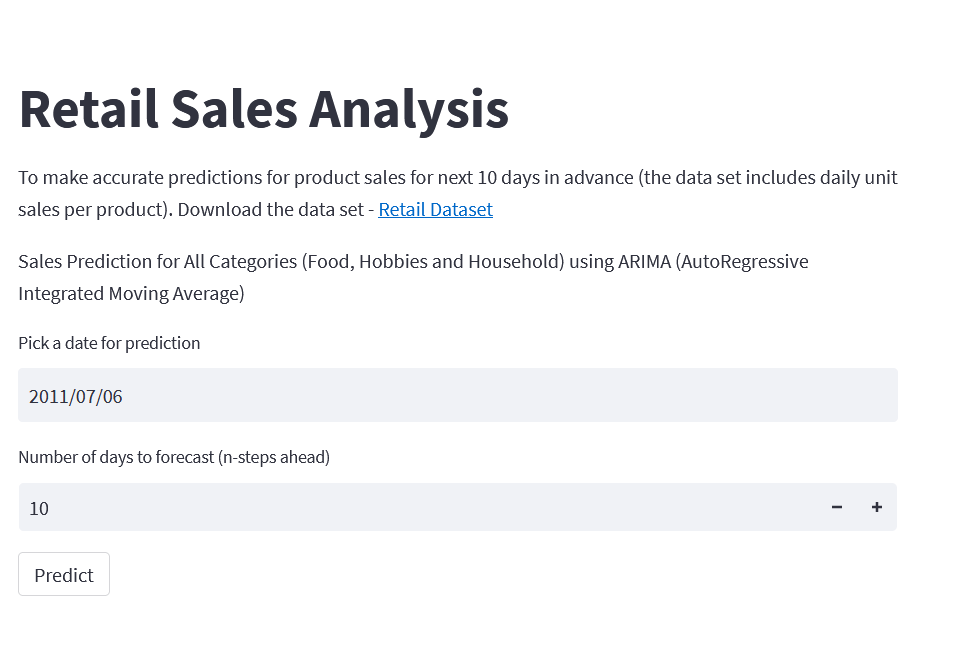 Retail Sales Analysis
To make accurate predictions for product sales for next 10 days in advance (the data set includes daily unit
sales per product). Download the data set - Retail Dataset
Sales Prediction for All Categories (Food, Hobbies and Household) using ARIMA (AutoRegressive
Integrated Moving Average)
Pick a date for prediction
2011/07/06
Number of days to forecast (n-steps ahead)
10 − +
Predict